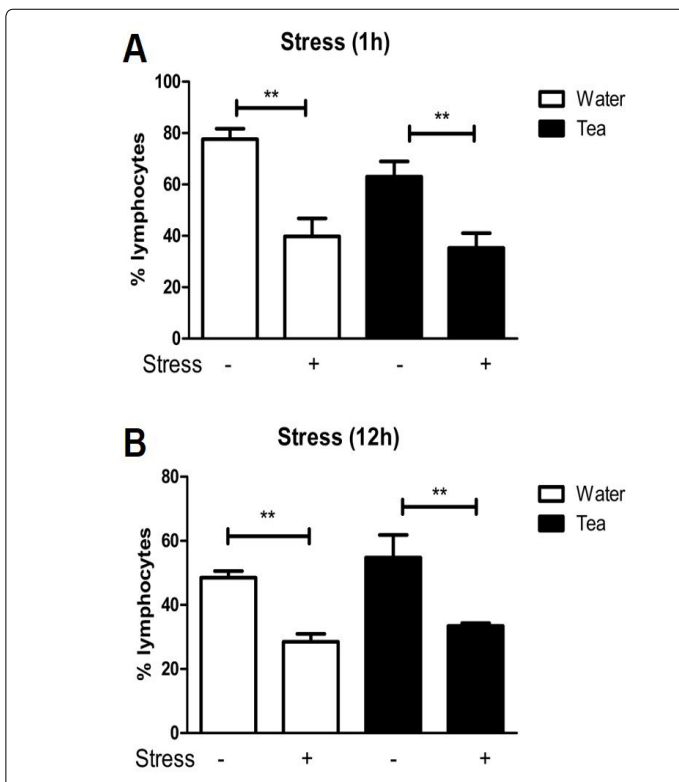 A
Stress (1h)
100
80
60
40
20
0
% lymphocytes
**
**
Water
Tea
Stress - + - +
B
Stress (12h)
80
60
40
20
0
% lymphocytes
**
**
Water
Tea
Stress - + - +